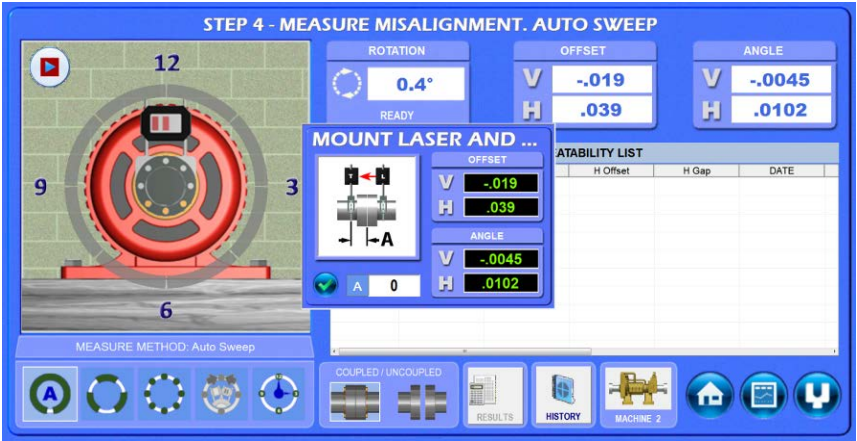 STEP 4 - MEASURE MISALIGNMENT. AUTO SWEEP
12
9
3
6
MEASURE METHOD: Auto Sweep
ROTATION
0.4°
READY
OFFSET
V -.019
H .039
ANGLE
V -.0045
H .0102
MOUNT LASER AND ...
T L
A
A 0
OFFSET
V -.019
H .039
ANGLE
V -.0045
H .0102
ATABILITY LIST
H Offset H Gap DATE
A
COUPLED / UNCOUPLED
RESULTS
HISTORY
MACHINE 2